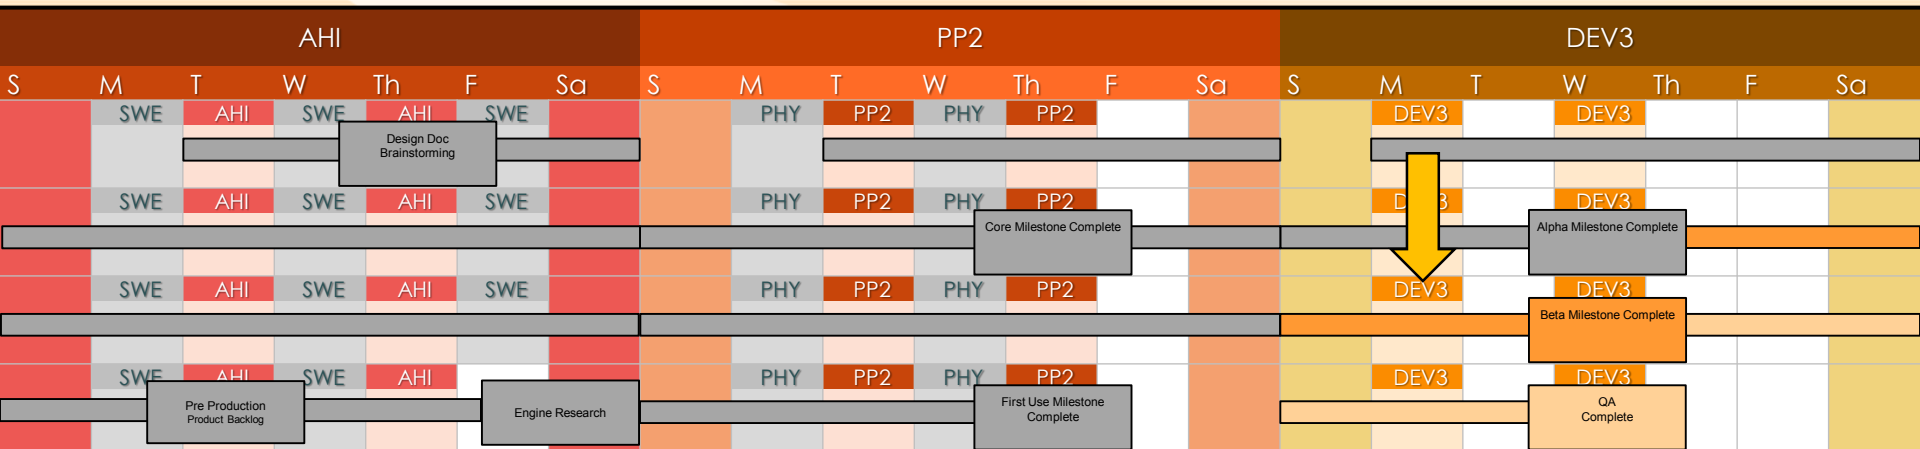 AHI PP2 DEV3
S M T W Th F Sa S M T W Th F Sa S M T W Th F Sa
SWE AHI SWE AHI SWE PHY PP2 PHY PP2 DEV3 DEV3
Design Doc
Brainstorming
SWE AHI SWE AHI SWE PHY PP2 PHY PP2 DEV3 DEV3
Core Milestone Complete
Alpha Milestone Complete
SWE AHI SWE AHI SWE PHY PP2 PHY PP2 DEV3 DEV3
Beta Milestone Complete
SWE AHI SWE AHI PHY PP2 PHY PP2 DEV3 DEV3
Pre Production
Product Backlog
Engine Research
First Use Milestone
Complete
QA
Complete